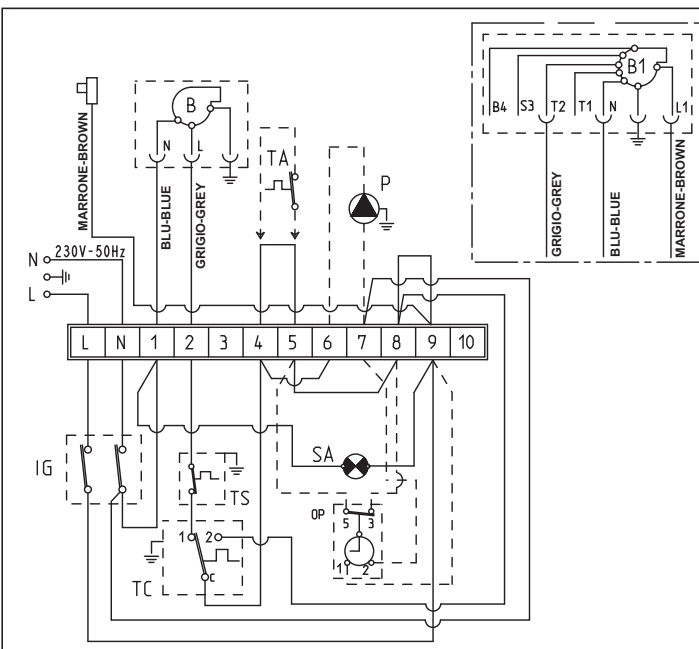 B
N L
MARRONE-BROWN
BLU-BLUE
GRIGIO-GREY
TA
P
B1
B4 S3 T2 T1 N L1
GRIGIO-GREY
BLU-BLUE
MARRONE-BROWN
230V-50Hz
N
L
L N 1 2 3 4 5 6 7 8 9 10
IG
TS
SA
OP
5 3
1 2
TC
1 2
C